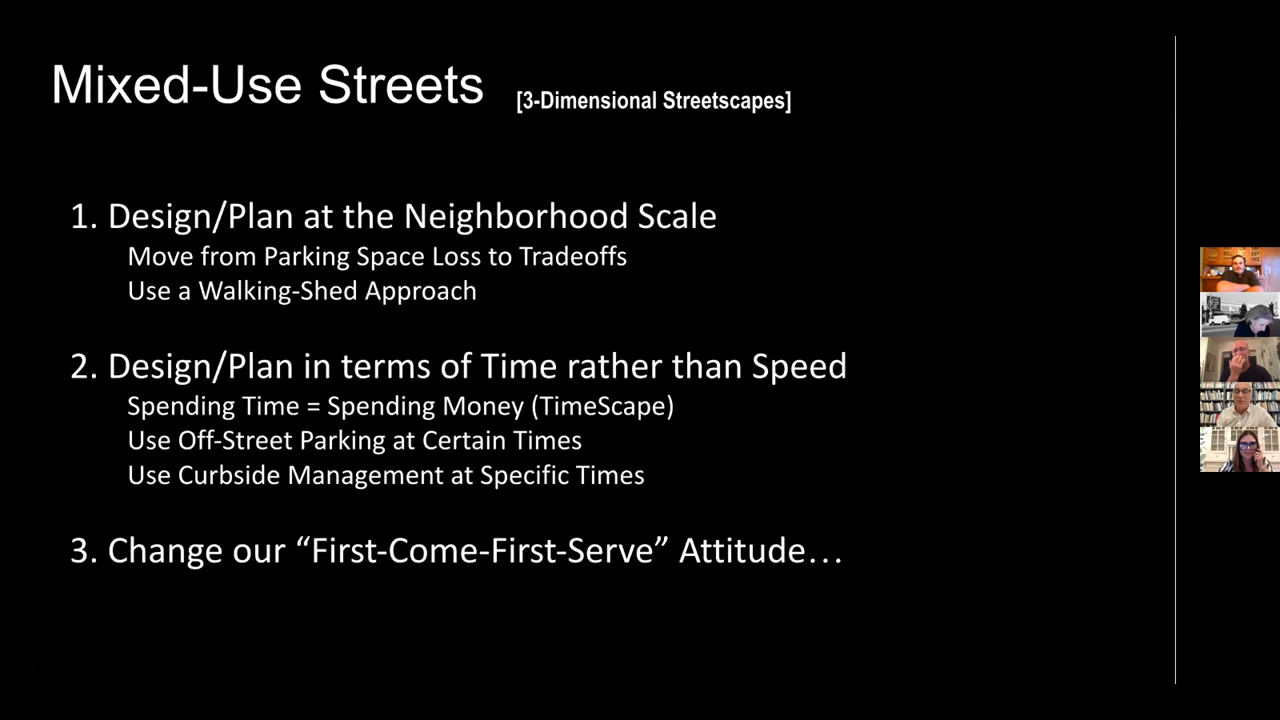 Mixed-Use Streets [3-Dimensional Streetscapes]
1. Design/Plan at the Neighborhood Scale
Move from Parking Space Loss to Tradeoffs
Use a Walking-Shed Approach
2. Design/Plan in terms of Time rather than Speed
Spending Time = Spending Money (TimeScape)
Use Off-Street Parking at Certain Times
Use Curbside Management at Specific Times
3. Change our “First-Come-First-Serve” Attitude…